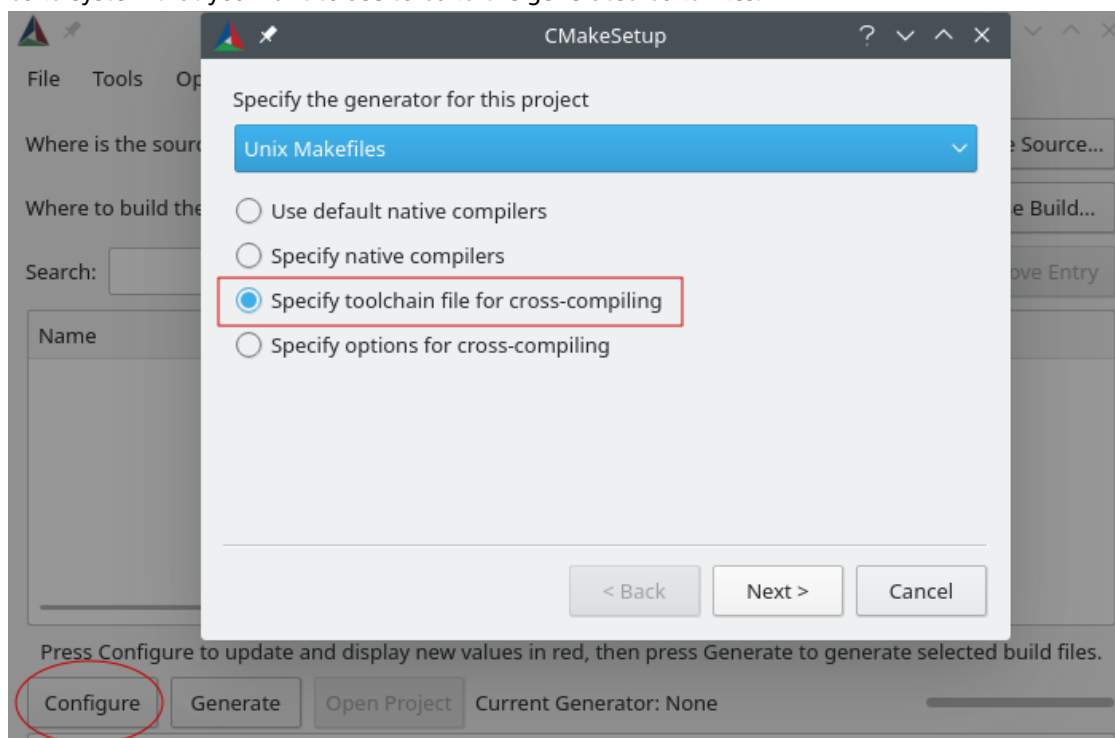 CMakeSetup
File Tools Op
Specify the generator for this project
Where is the sourc Unix Makefiles e Source...
Where to build the Use default native compilers e Build...
Specify native compilers
Search: ove Entry
Specify toolchain file for cross-compiling
Name
Specify options for cross-compiling
< Back Next > Cancel
Press Configure to update and display new values in red, then press Generate to generate selected build files.
Configure Generate Open Project Current Generator: None